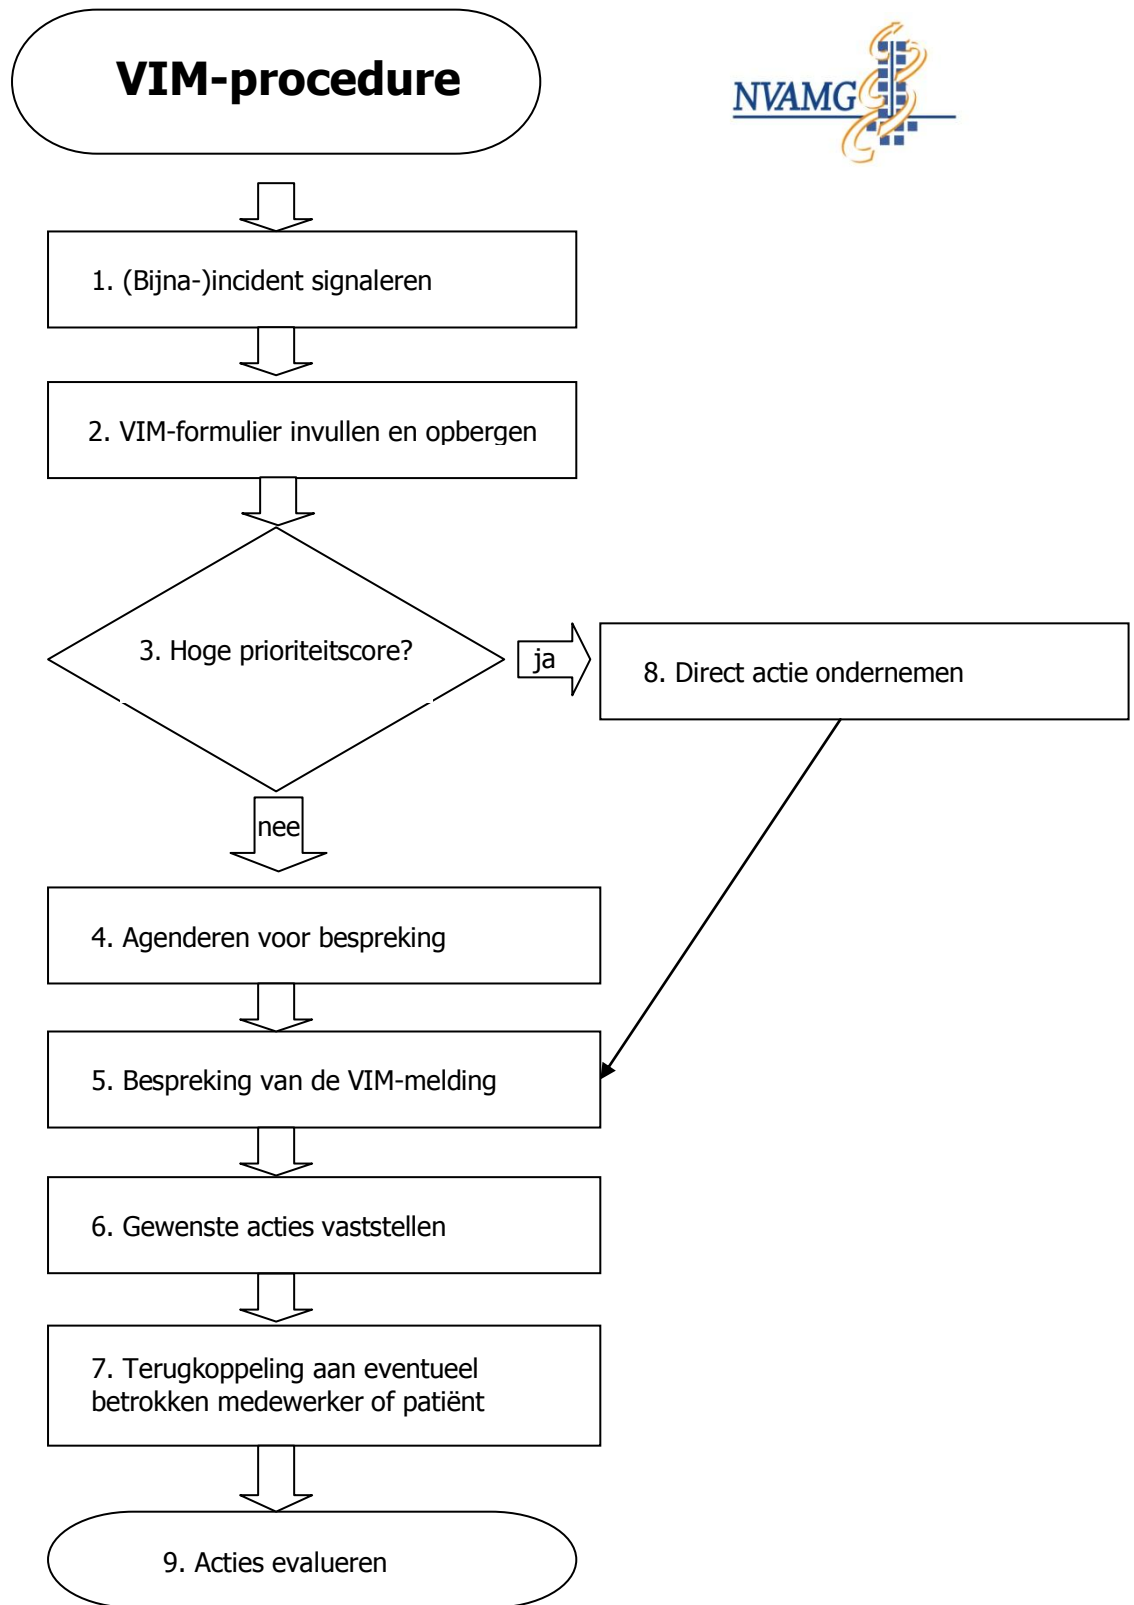 VIM-procedure
NVAMG
1. (Bijna-)incident signaleren
2. VIM-formulier invullen en opbergen
3. Hoge prioriteitscore?
ja
8. Direct actie ondernemen
nee
4. Agenderen voor bespreking
5. Bespreking van de VIM-melding
6. Gewenste acties vaststellen
7. Terugkoppeling aan eventueel
betrokken medewerker of patiënt
9. Acties evalueren